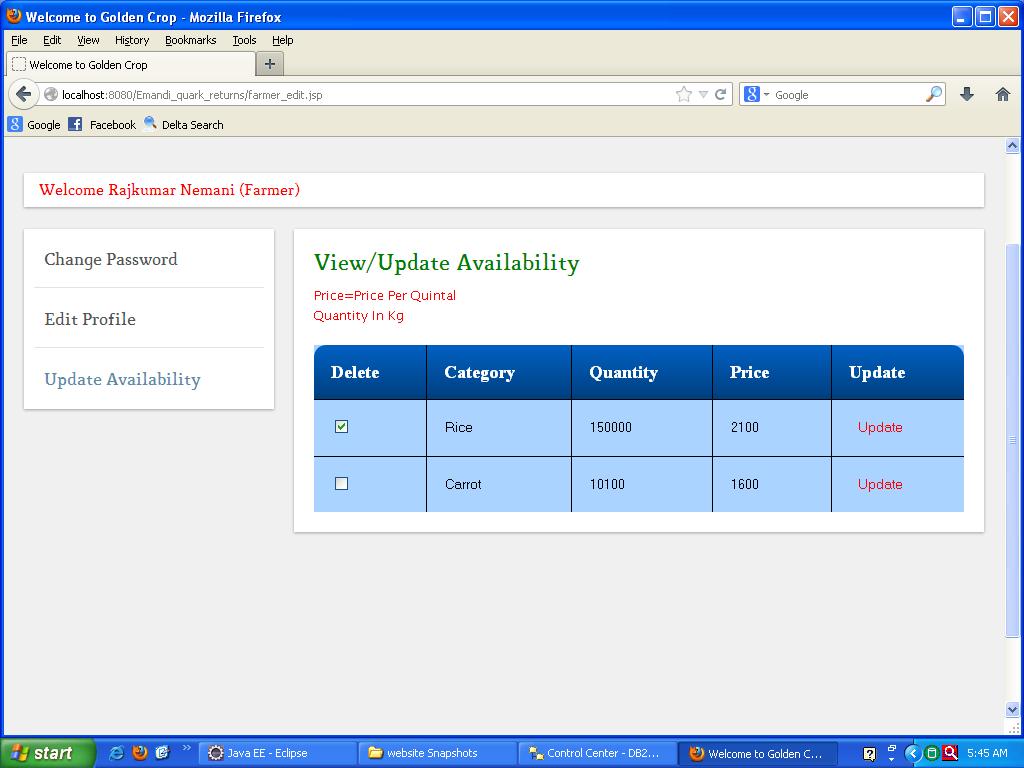 Welcome to Golden Crop - Mozilla Firefox
File Edit View History Bookmarks Tools Help
Welcome to Golden Crop +
localhost:8080/Emandi_quark_returns/farmer_edit.jsp 8 Google
8 Google f Facebook Delta Search
Welcome Rajkumar Nemani (Farmer)
Change Password
Edit Profile
Update Availability
View/Update Availability
Price=Price Per Quintal
Quantity In Kg
Delete Category Quantity Price Update
Rice 150000 2100 Update
Carrot 10100 1600 Update
start Java EE - Eclipse website Snapshots Control Center - DB2... Welcome to Golden C... 5:45 AM